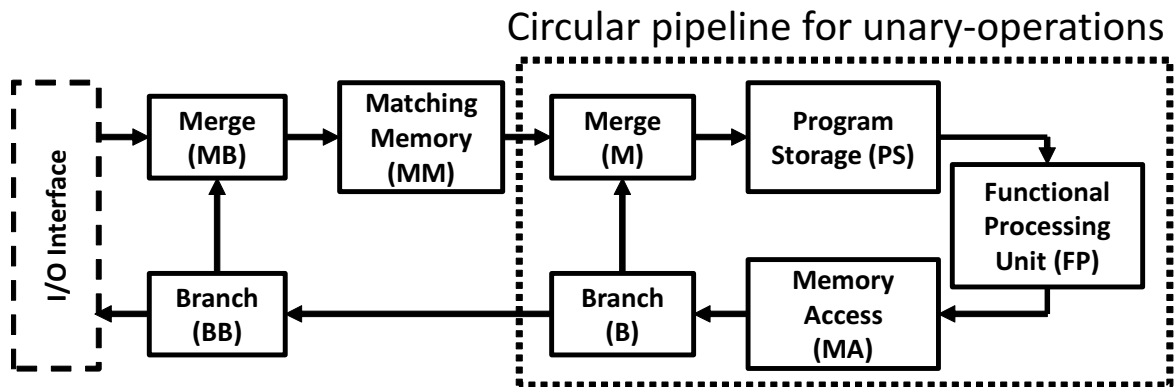 Circular pipeline for unary-operations
I/O Interface
Merge
(MB)
Matching
Memory
(MM)
Merge
(M)
Program
Storage (PS)
Functional
Processing
Unit (FP)
Branch
(BB)
Branch
(B)
Memory
Access
(MA)